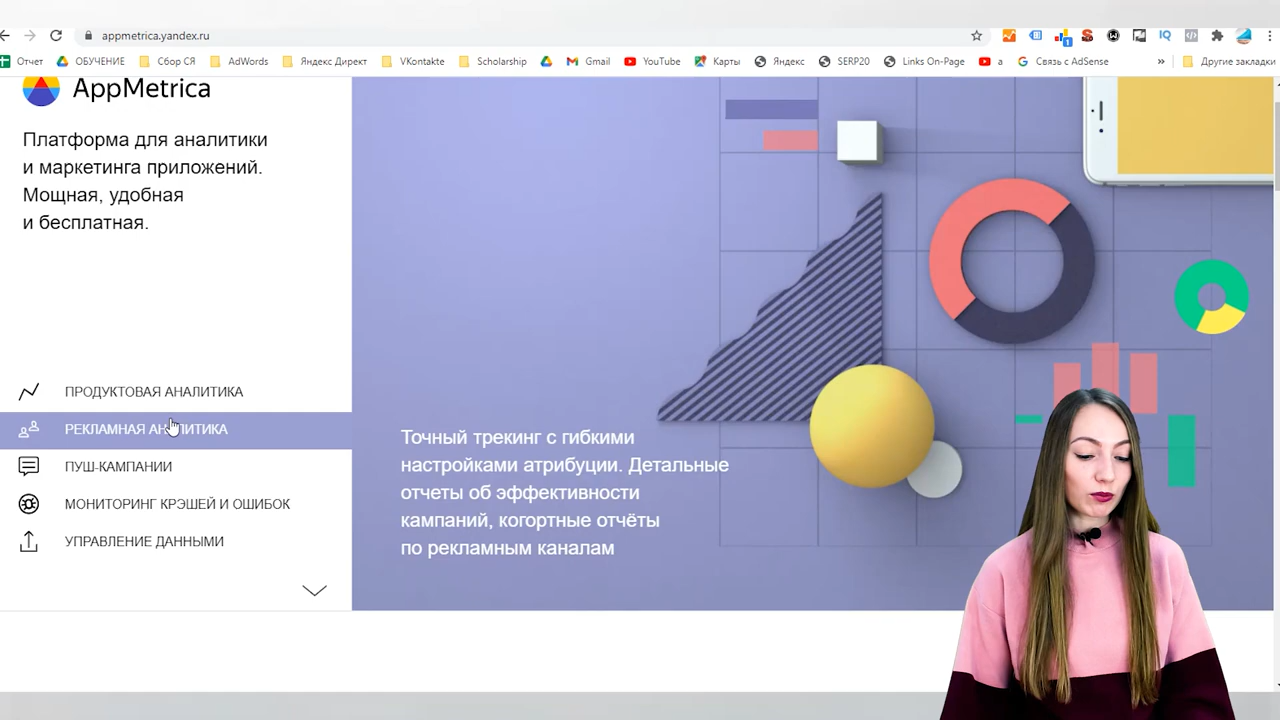 appmetrica.yandex.ru
Отчет ОБУЧЕНИЕ Сбор СЯ AdWords Яндекс Директ VKontakte Scholarship Gmail YouTube Карты Яндекс SERP20 Links On-Page a Связь с AdSense » Другие закладки
AppMetrica
Платформа для аналитики
и маркетинга приложений.
Мощная, удобная
и бесплатная.
ПРОДУКТОВАЯ АНАЛИТИКА
РЕКЛАМНАЯ АНАЛИТИКА
ПУШ-КАМПАНИИ
МОНИТОРИНГ КРЭШЕЙ И ОШИБОК
УПРАВЛЕНИЕ ДАННЫМИ
Точный трекинг с гибкими
настройками атрибуции. Детальные
отчеты об эффективности
кампаний, когортные отчёты
по рекламным каналам